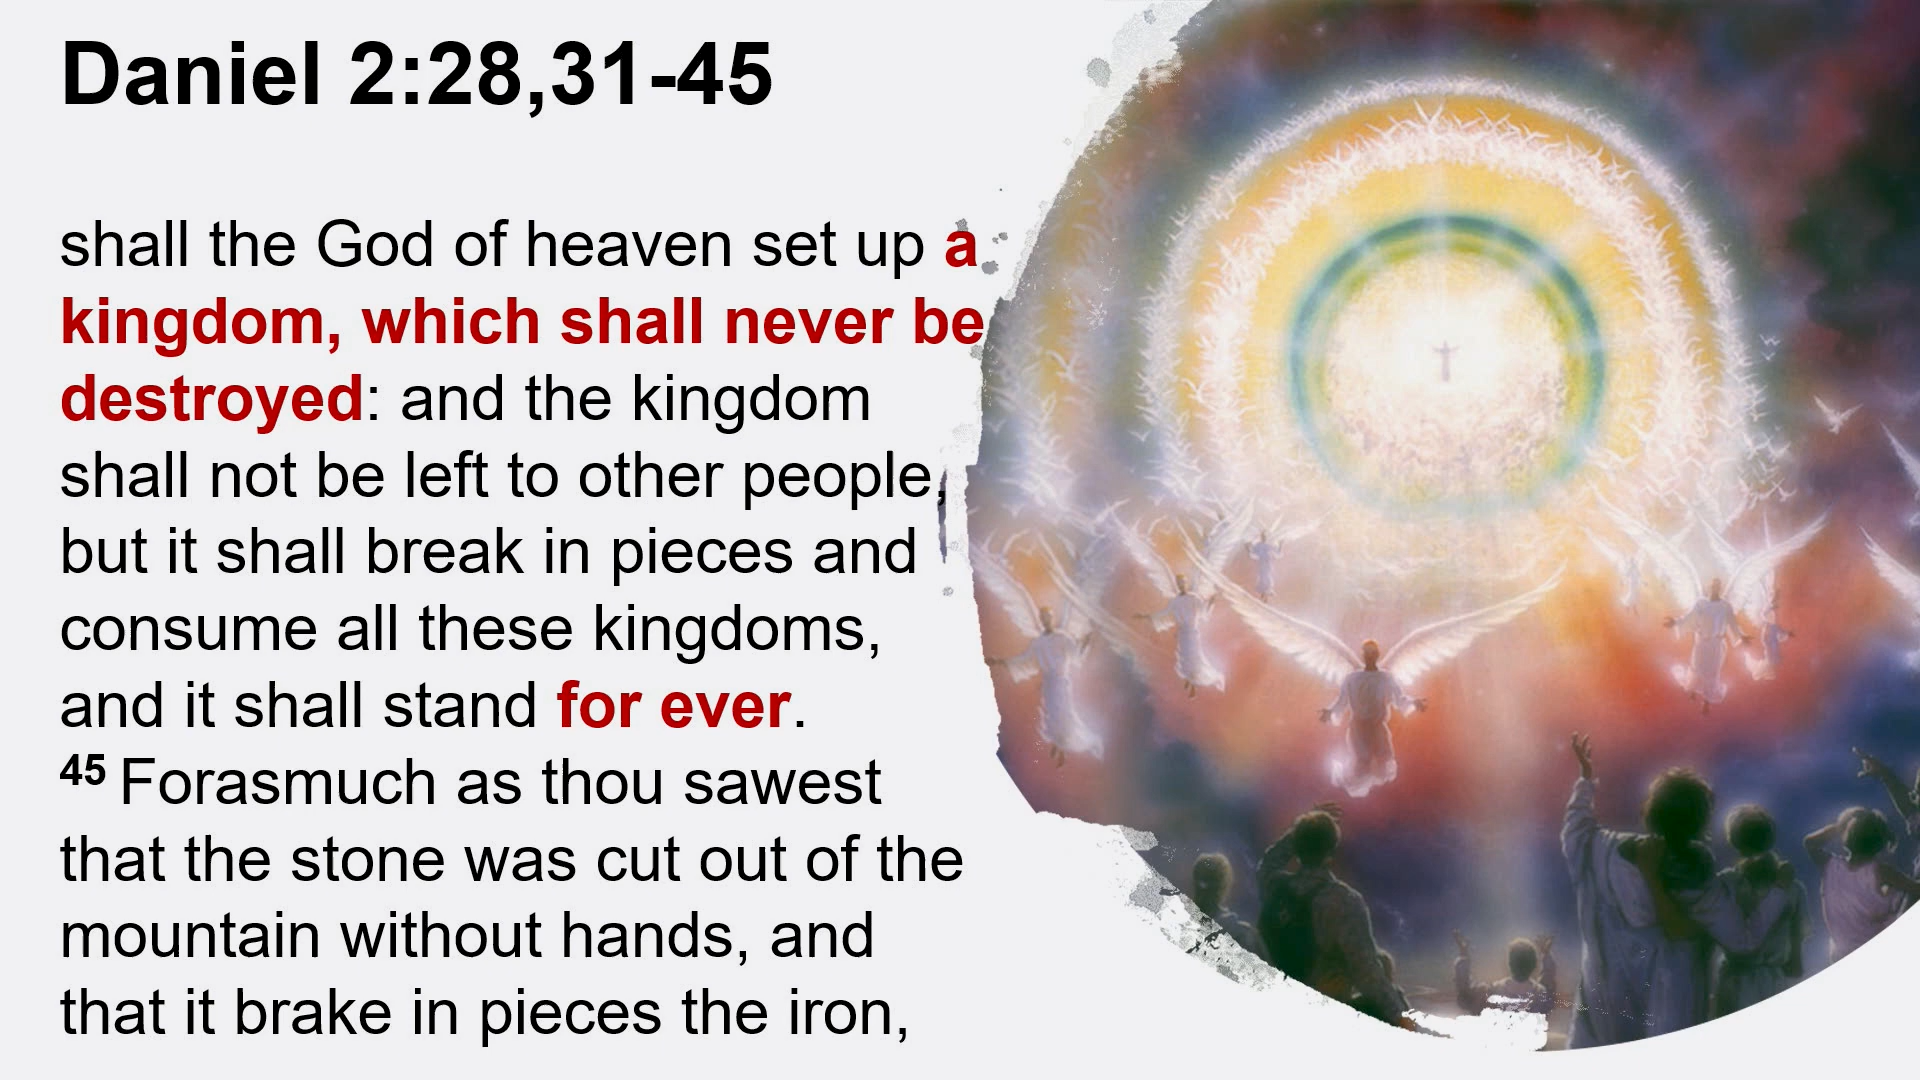 Daniel 2:28,31-45
shall the God of heaven set up a
kingdom, which shall never be
destroyed: and the kingdom
shall not be left to other people,
but it shall break in pieces and
consume all these kingdoms,
and it shall stand for ever.
45 Forasmuch as thou sawest
that the stone was cut out of the
mountain without hands, and
that it brake in pieces the iron,